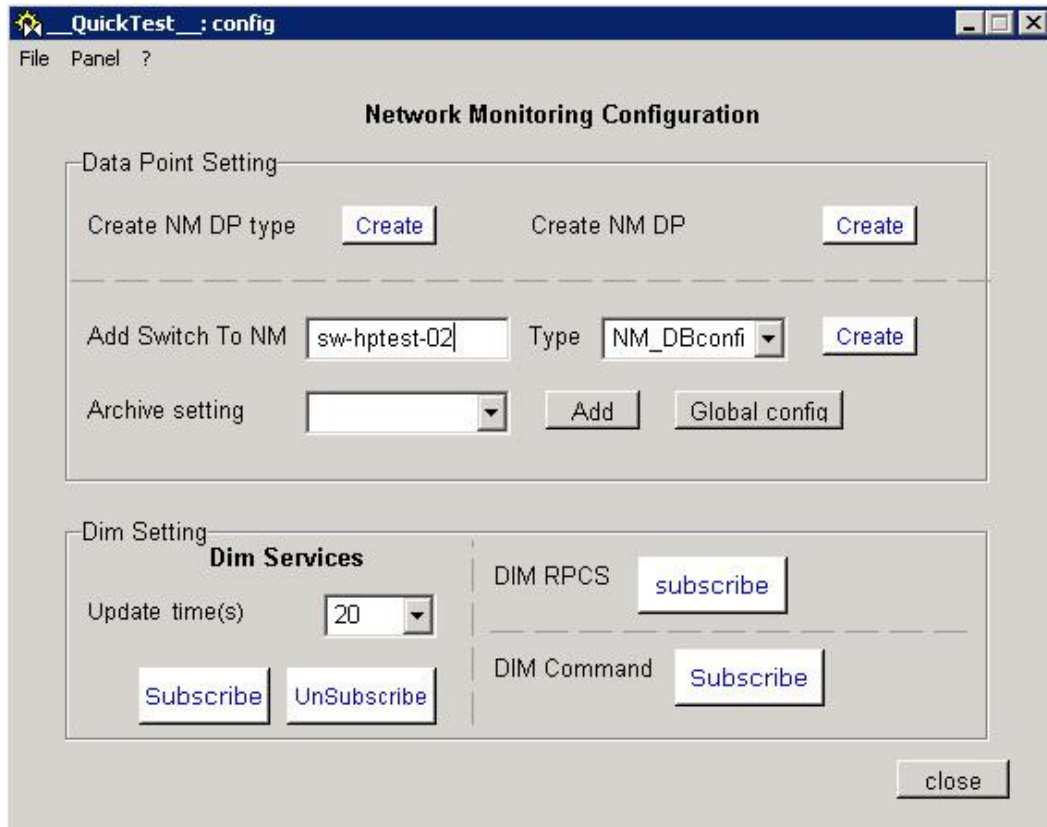 __QuickTest__: config
File Panel ?
Network Monitoring Configuration
Data Point Setting
Create NM DP type Create Create NM DP Create
Add Switch To NM sw-hptest-02 Type NM_DBconfi Create
Archive setting Add Global config
Dim Setting
Dim Services
DIM RPCS subscribe
Update time(s) 20
DIM Command Subscribe
Subscribe UnSubscribe
close